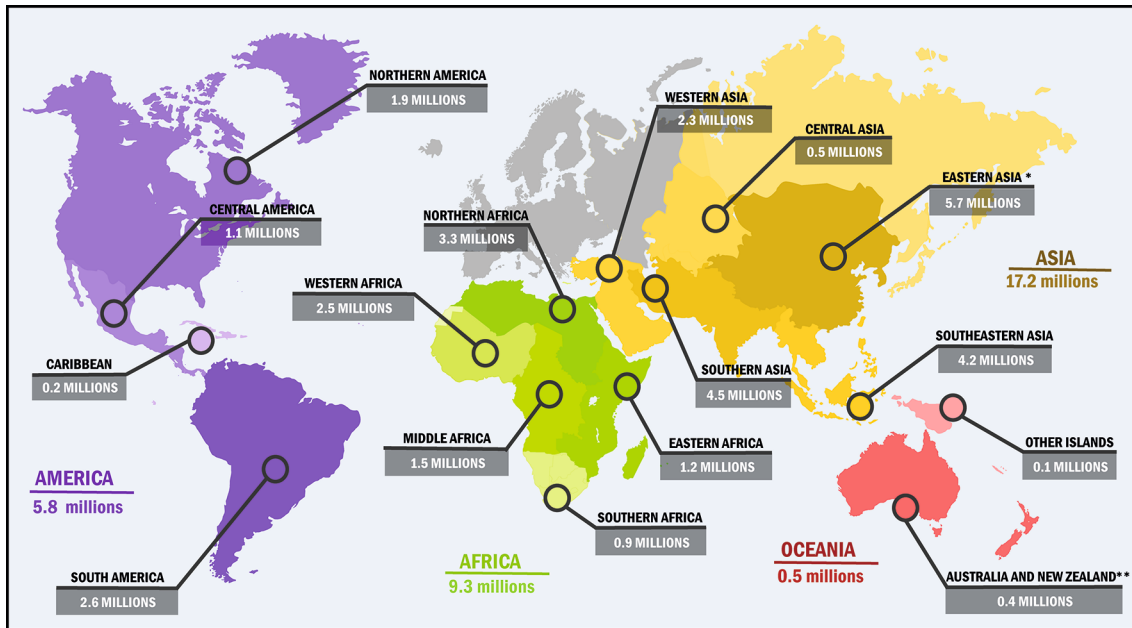 NORTHERN AMERICA
1.9 MILLIONS
WESTERN ASIA
2.3 MILLIONS
CENTRAL ASIA
0.5 MILLIONS
EASTERN ASIA *
5.7 MILLIONS
CENTRAL AMERICA
1.1 MILLIONS
NORTHERN AFRICA
3.3 MILLIONS
ASIA
17.2 millions
WESTERN AFRICA
2.5 MILLIONS
CARIBBEAN
0.2 MILLIONS
SOUTHERN ASIA
4.5 MILLIONS
SOUTHEASTERN ASIA
4.2 MILLIONS
MIDDLE AFRICA
1.5 MILLIONS
EASTERN AFRICA
1.2 MILLIONS
OTHER ISLANDS
0.1 MILLIONS
AMERICA
5.8 millions
SOUTHERN AFRICA
0.9 MILLIONS
AFRICA
9.3 millions
OCEANIA
0.5 millions
SOUTH AMERICA
2.6 MILLIONS
AUSTRALIA AND NEW ZEALAND**
0.4 MILLIONS